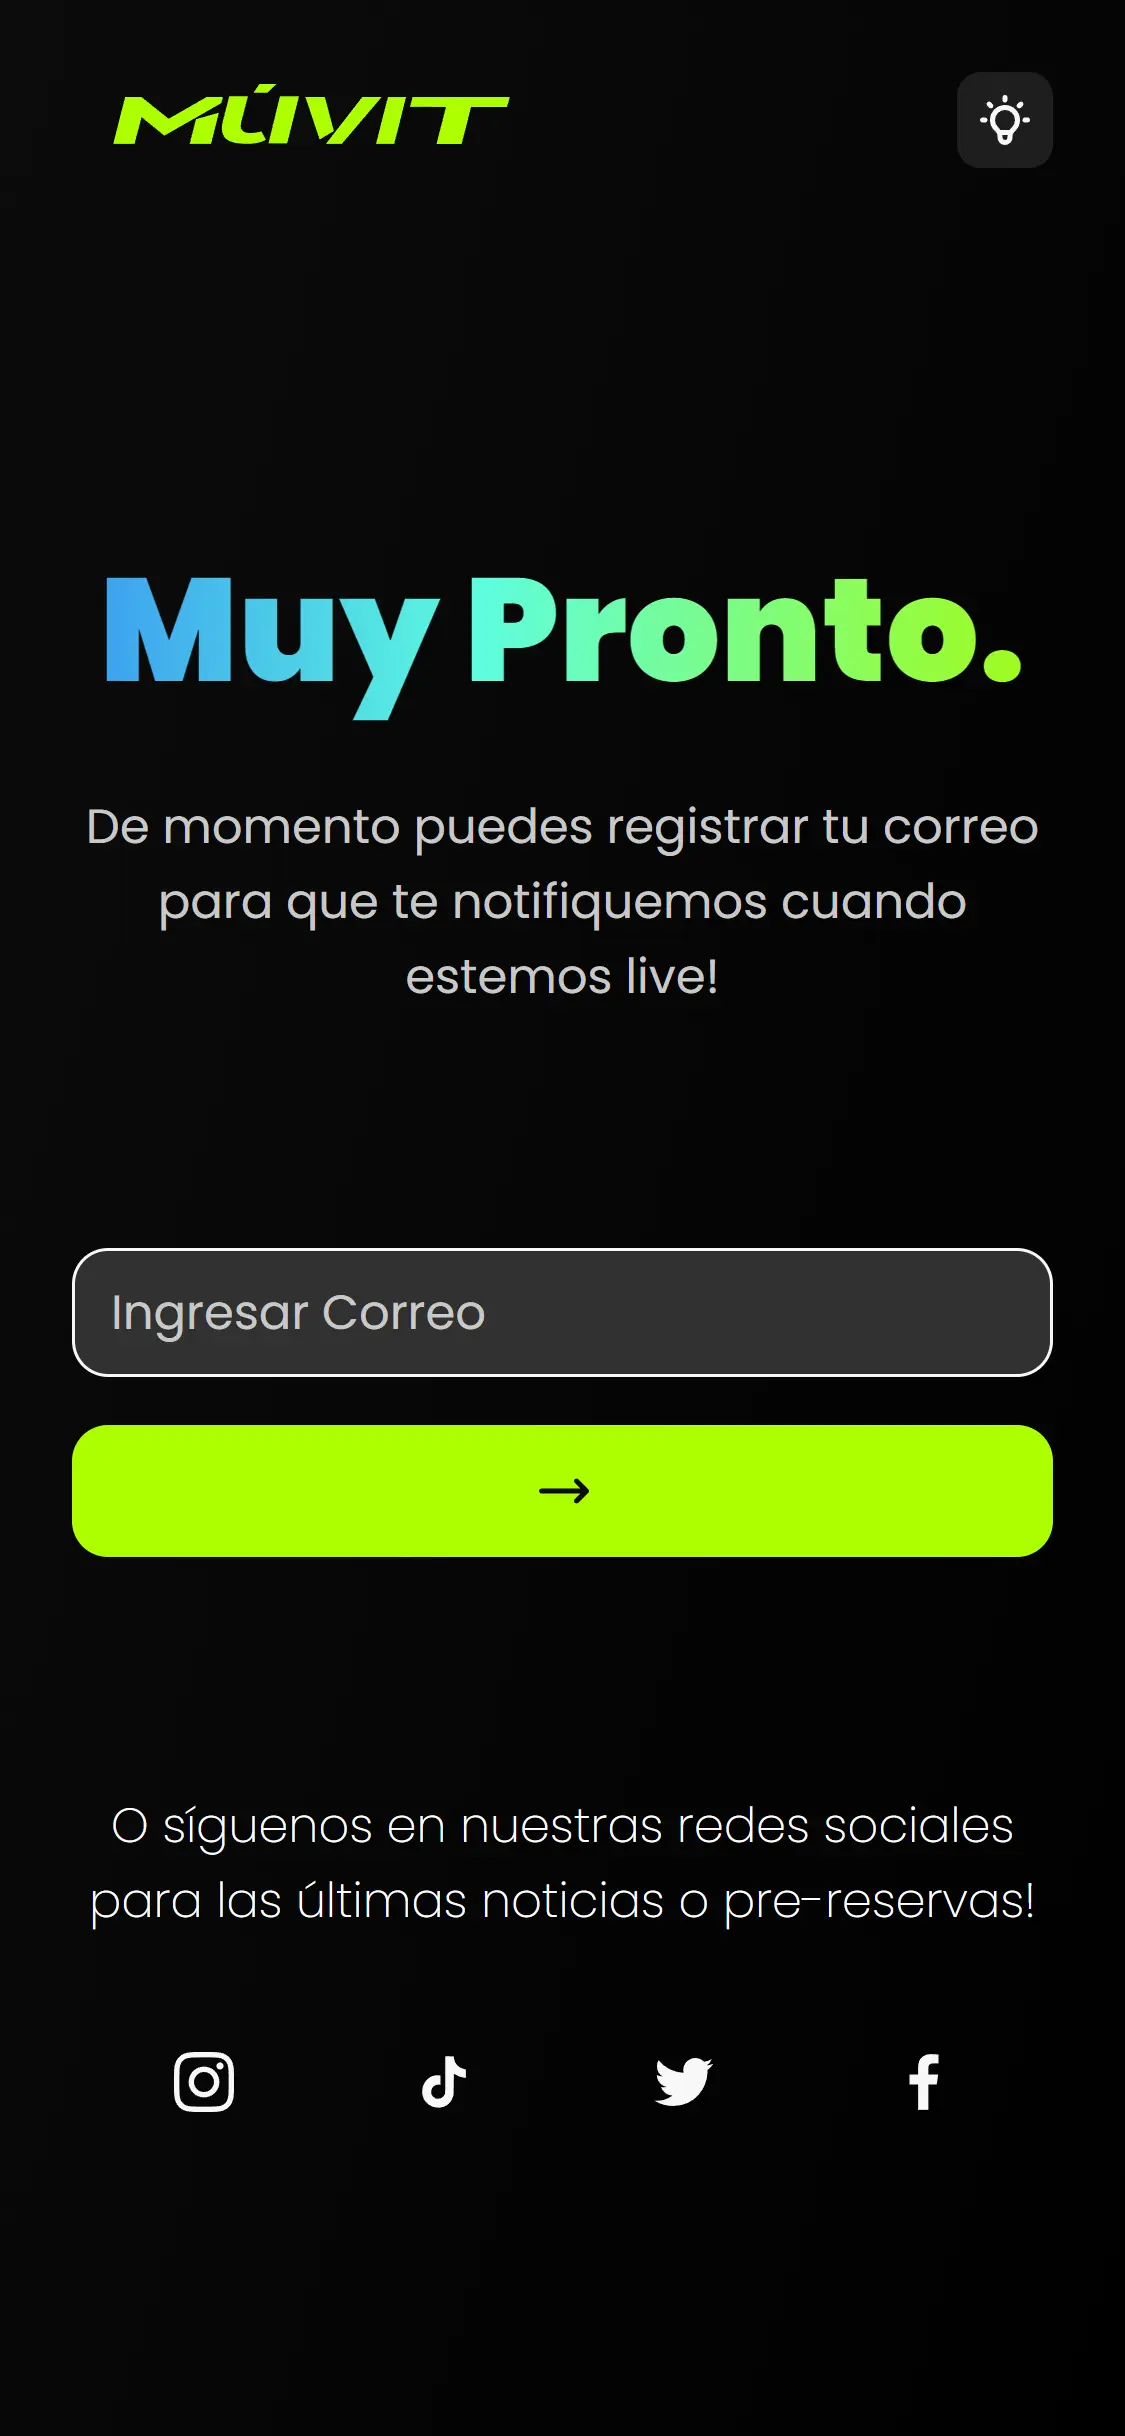 MÚVIT
Muy Pronto.
De momento puedes registrar tu correo
para que te notifiquemos cuando
estemos live!
Ingresar Correo
O síguenos en nuestras redes sociales
para las últimas noticias o pre-reservas!